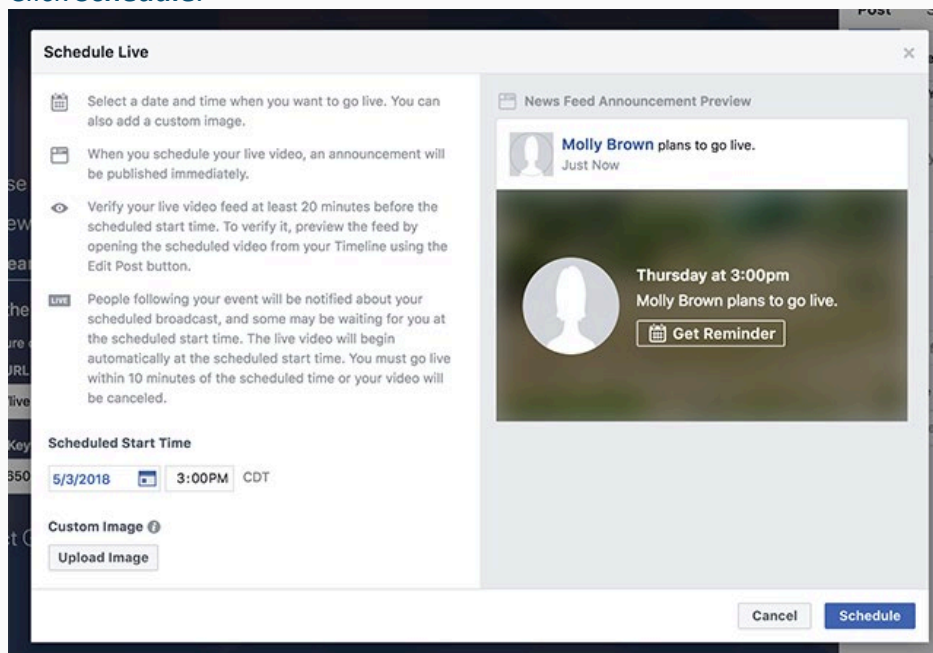 Click Schedule.
Post
Schedule Live
Select a date and time when you want to go live. You can
also add a custom image.
When you schedule your live video, an announcement will
be published immediately.
Verify your live video feed at least 20 minutes before the
scheduled start time. To verify it, preview the feed by
opening the scheduled video from your Timeline using the
Edit Post button.
LIVE
People following your event will be notified about your
scheduled broadcast, and some may be waiting for you at
the scheduled start time. The live video will begin
automatically at the scheduled start time. You must go live
within 10 minutes of the scheduled time or your video will
be canceled.
Scheduled Start Time
5/3/2018 3:00PM CDT
Custom Image
Upload Image
News Feed Announcement Preview
Molly Brown plans to go live.
Just Now
Thursday at 3:00pm
Molly Brown plans to go live.
Get Reminder
Cancel Schedule